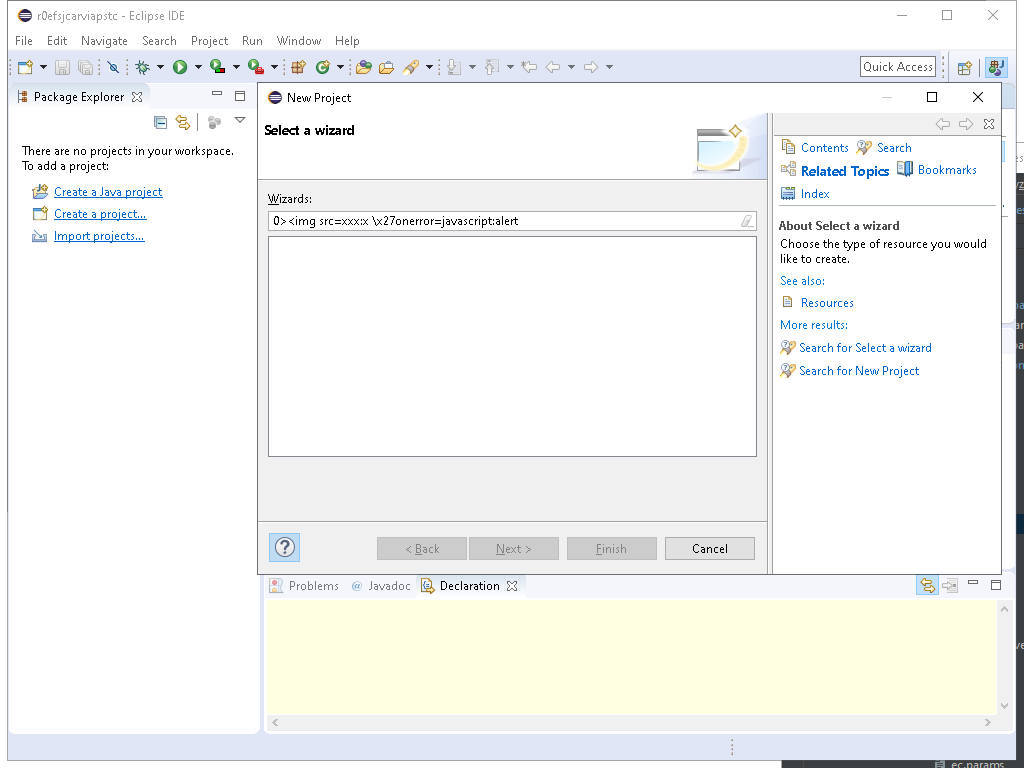 r0efsjcarviapstc - Eclipse IDE
File Edit Navigate Search Project Run Window Help
Quick Access
Package Explorer
There are no projects in your workspace.
To add a project:
Create a Java project
Create a project...
Import projects...
New Project
Select a wizard
Wizards:
0><img src=xxx:x \x27onerror=javascript:alert
< Back Next > Finish Cancel
Contents Search
Related Topics Bookmarks
Index
About Select a wizard
Choose the type of resource you would
like to create.
See also:
Resources
More results:
Search for Select a wizard
Search for New Project
Problems @ Javadoc Declaration
ec.params